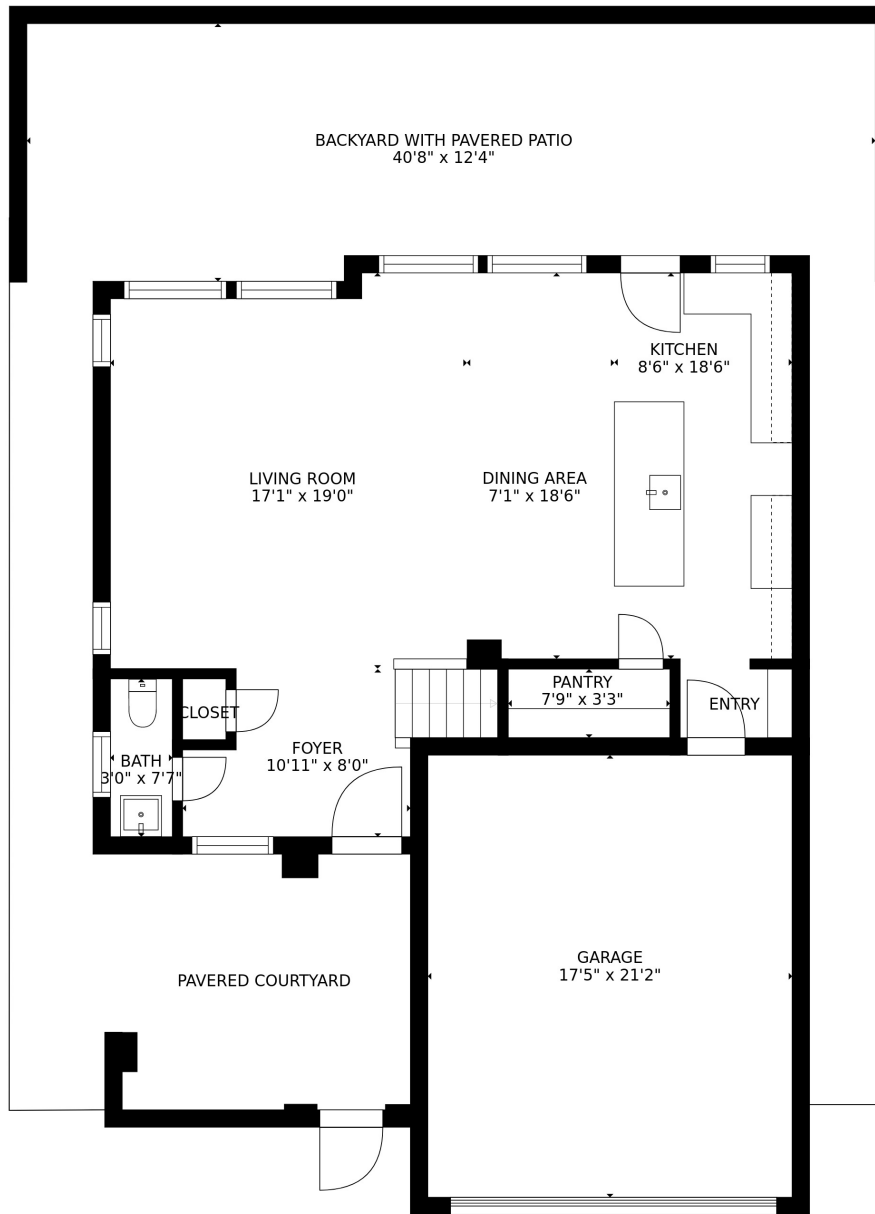 BACKYARD WITH PAVERED PATIO
40'8" x 12'4"
KITCHEN
8'6" x 18'6"
LIVING ROOM
17'1" x 19'0"
DINING AREA
7'1" x 18'6"
PANTRY
7'9" x 3'3"
ENTRY
CLOSET
FOYER
10'11" x 8'0"
BATH
3'0" x 7'7"
GARAGE
17'5" x 21'2"
PAVERED COURTYARD